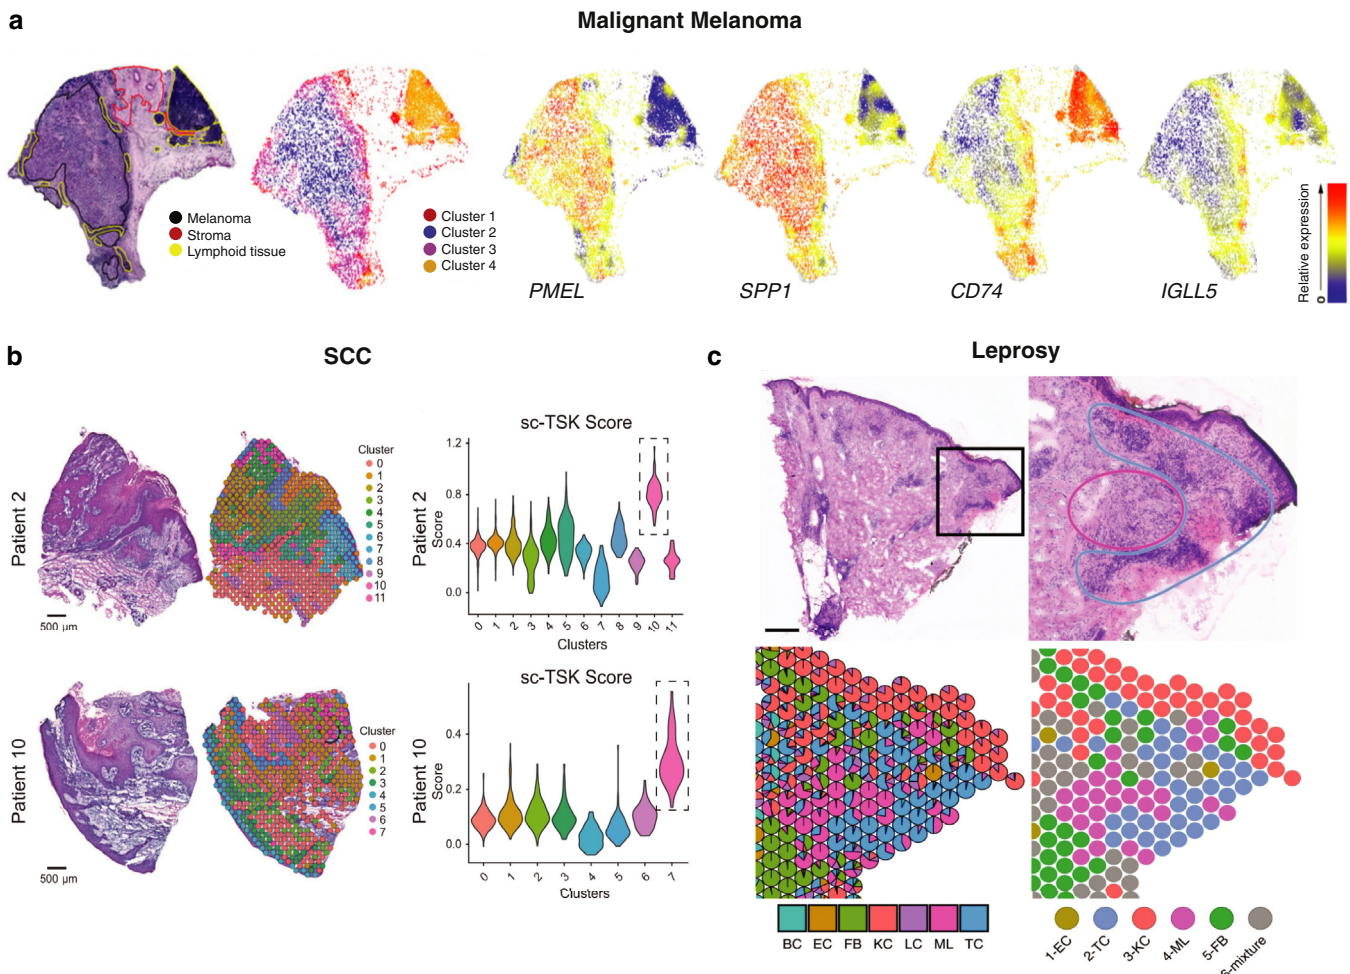 a
Malignant Melanoma
Melanoma
Stroma
Lymphoid tissue
Cluster 1
Cluster 2
Cluster 3
Cluster 4
PMEL
SPP1
CD74
IGLL5
Relative expression
0
b
SCC
Patient 2
500 µm
Cluster
0
1
2
3
4
5
6
7
8
9
10
11
sc-TSK Score
Patient 2
Score
1.2
0.8
0.4
0.0
0 1 2 3 4 5 6 7 8 9 10 11
Clusters
Patient 10
500 µm
Cluster
0
1
2
3
4
5
6
7
sc-TSK Score
Patient 10
Score
0.4
0.2
0.0
0 1 2 3 4 5 6 7
Clusters
c
Leprosy
BC EC FB KC LC ML TC
1-EC 2-TC 3-KC 4-ML 5-FB 6-mixture